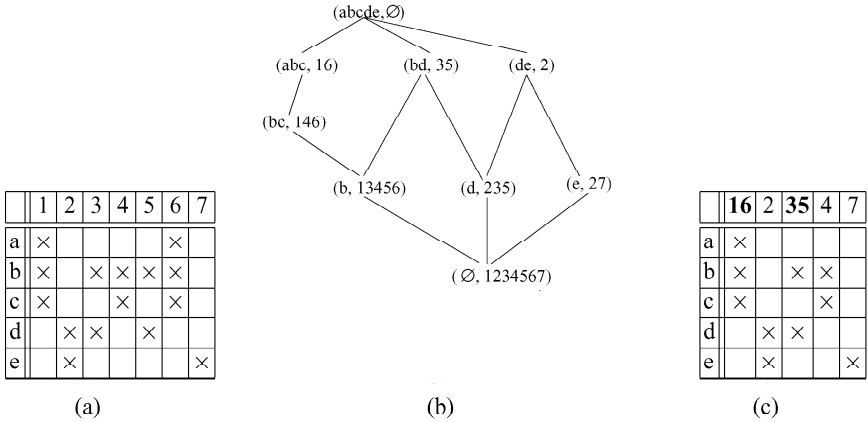 (abcde, ∅)
(abc, 16) (bd, 35) (de, 2)
(bc, 146)
(b, 13456) (d, 235) (e, 27)
(∅, 1234567)
1 2 3 4 5 6 7
a × ×
b × × × × ×
c × × ×
d × × ×
e × ×
16 2 35 4 7
a ×
b × × ×
c × ×
d × ×
e × ×
(a) (b) (c)